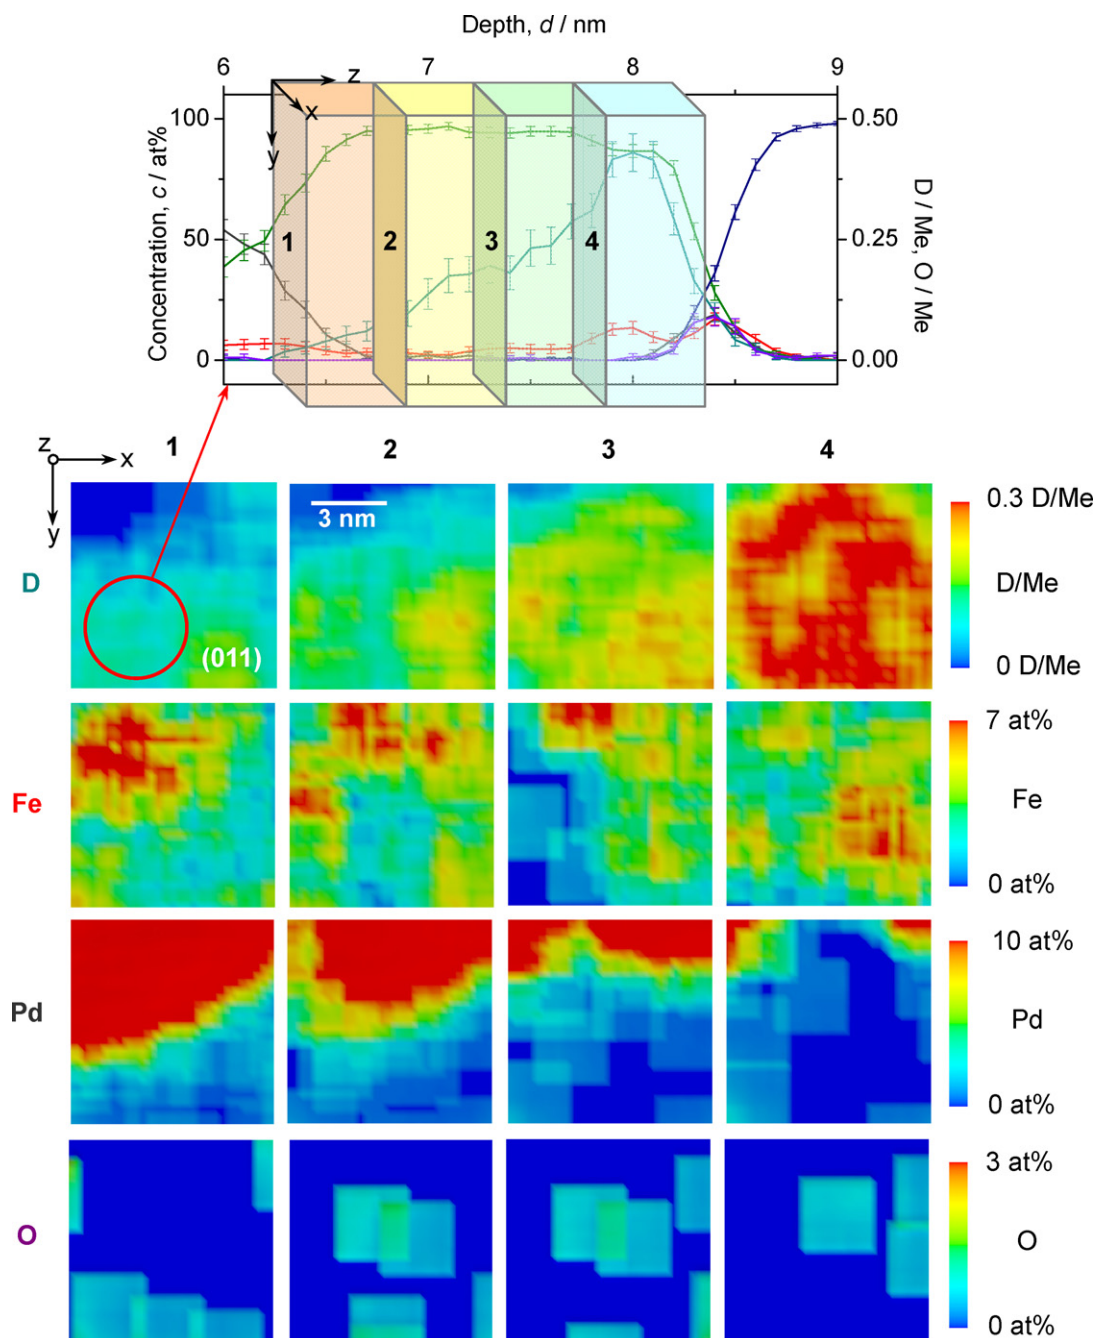 Depth, d / nm
6 7 8 9
z
x
y
100 0.50
50 0.25
0 0.00
Concentration, c / at%
D / Me, O / Me
1 2 3 4
z x 1 2 3 4
y
3 nm
D
(011)
0.3 D/Me
D/Me
0 D/Me
Fe
7 at%
Fe
0 at%
Pd
10 at%
Pd
0 at%
O
3 at%
O
0 at%